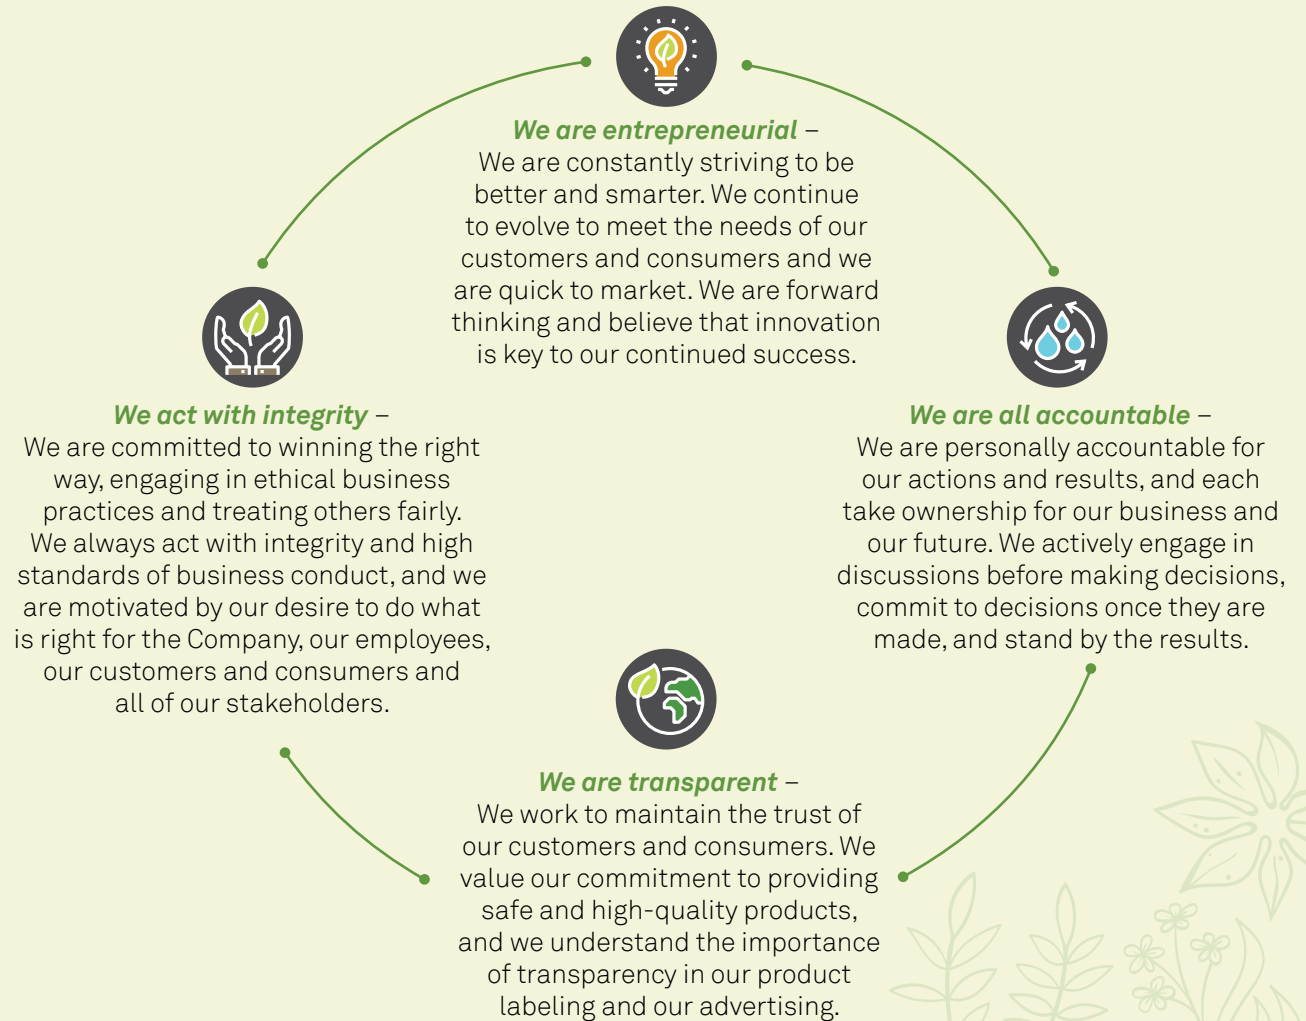 We are entrepreneurial –
We are constantly striving to be
better and smarter. We continue
to evolve to meet the needs of our
customers and consumers and we
are quick to market. We are forward
thinking and believe that innovation
is key to our continued success.
We act with integrity –
We are committed to winning the right
way, engaging in ethical business
practices and treating others fairly.
We always act with integrity and high
standards of business conduct, and we
are motivated by our desire to do what
is right for the Company, our employees,
our customers and consumers and
all of our stakeholders.
We are all accountable –
We are personally accountable for
our actions and results, and each
take ownership for our business and
our future. We actively engage in
discussions before making decisions,
commit to decisions once they are
made, and stand by the results.
We are transparent –
We work to maintain the trust of
our customers and consumers. We
value our commitment to providing
safe and high-quality products,
and we understand the importance
of transparency in our product
labeling and our advertising.